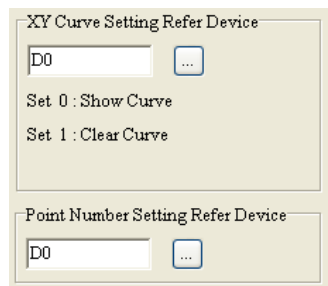 XY Curve Setting Refer Device
D0
...
Set 0 : Show Curve
Set 1 : Clear Curve
Point Number Setting Refer Device
D0
...